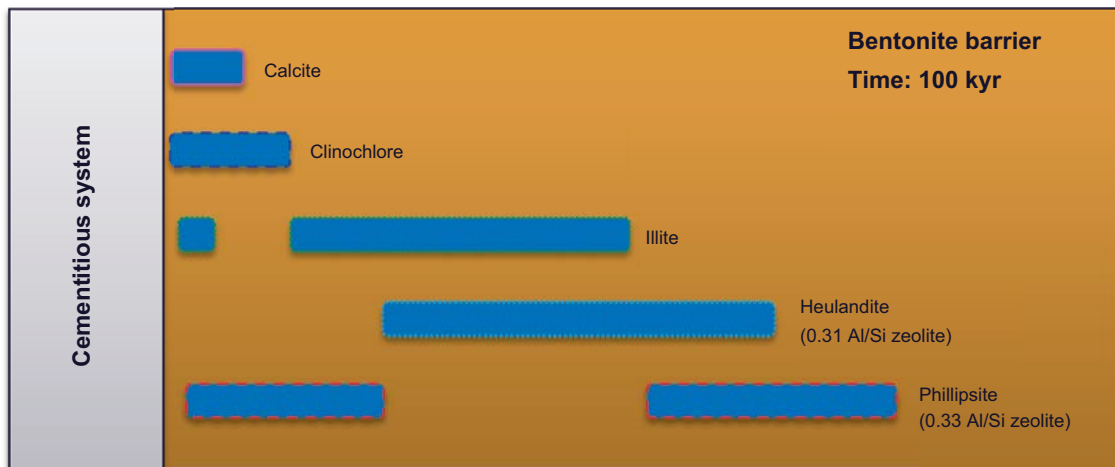 Cementitious system
Bentonite barrier
Time: 100 kyr
Calcite
Clinochlore
Illite
Heulandite
(0.31 Al/Si zeolite)
Phillipsite
(0.33 Al/Si zeolite)